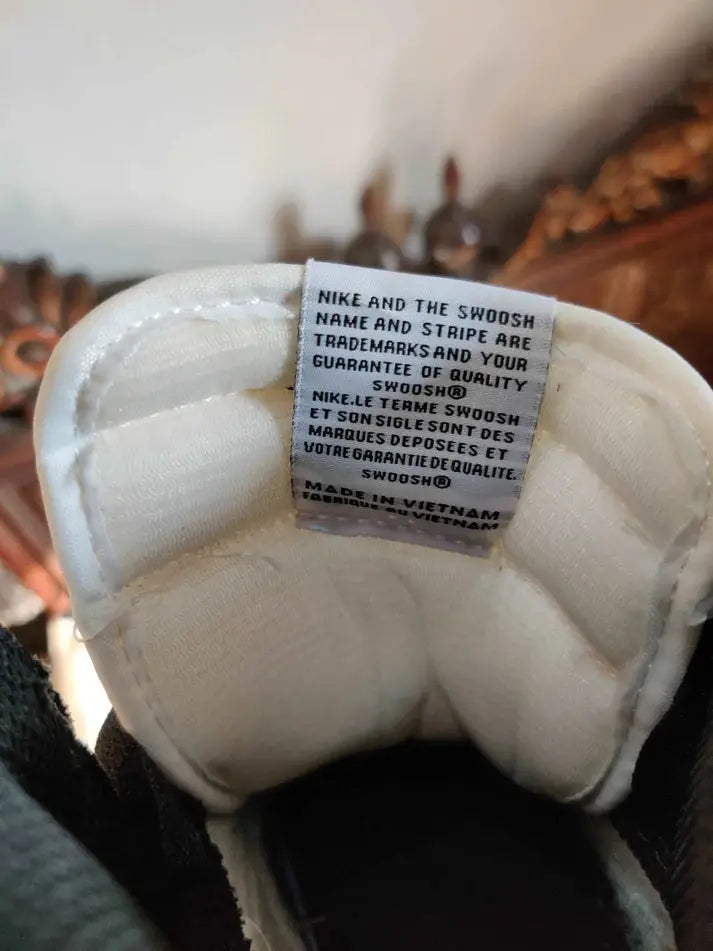 NIKE AND THE SWOOSH
NAME AND STRIPE ARE
TRADEMARKS AND YOUR
GUARANTEE OF QUALITY
SWOOSH®
NIKE.LE TERME SWOOSH
ET SON SIGLE SONT DES
MARQUES DEPOSEES ET
VOTRE GARANTIE DE QUALITE.
SWOOSH®
MADE IN VIETNAM
FABRIQUE AU VIETNAM